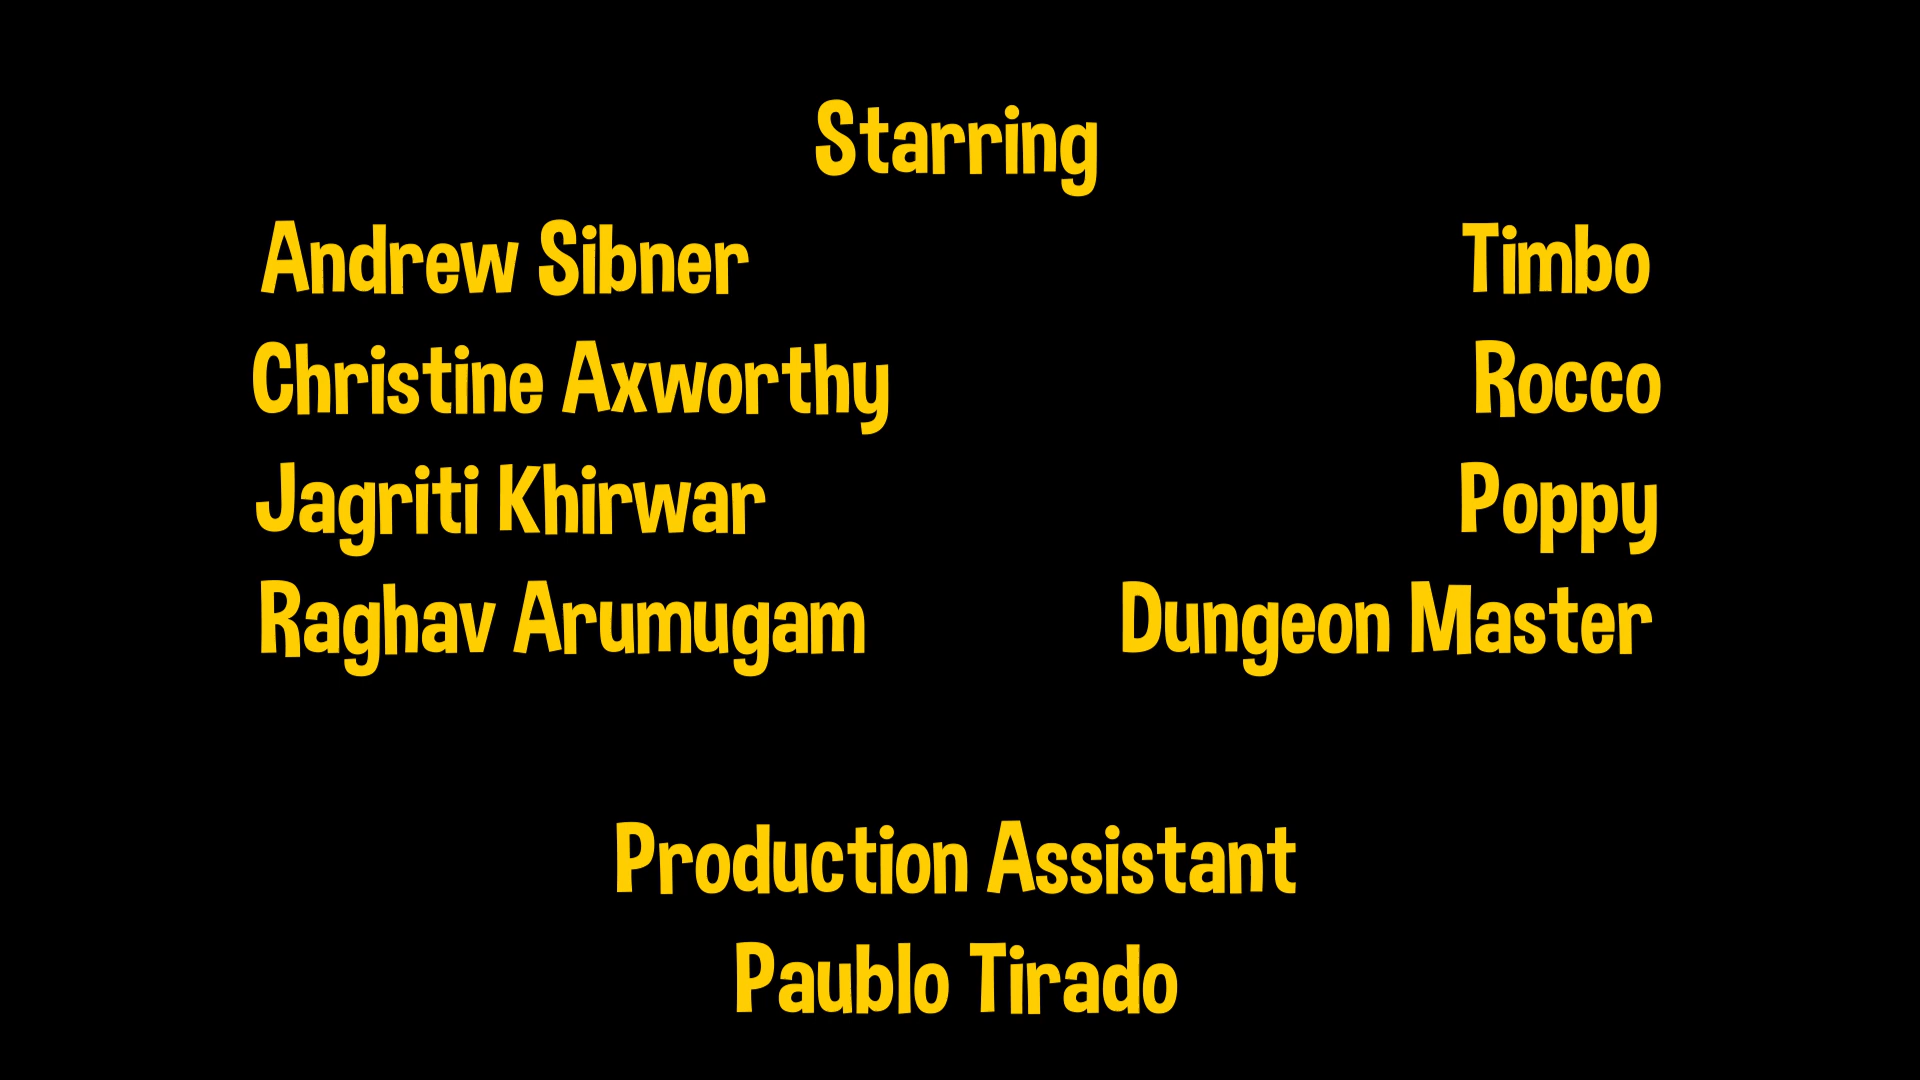 Starring
Andrew Sibner Timbo
Christine Axworthy Rocco
Jagriti Khirwar Poppy
Raghav Arumugam Dungeon Master
Production Assistant
Paublo Tirado